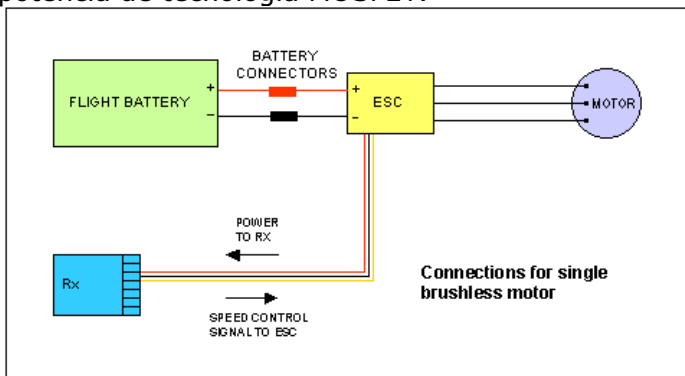 potencia de tecnología MOSFET.
BATTERY
CONNECTORS
FLIGHT BATTERY
+
−
+
−
ESC
MOTOR
POWER
TO RX
Rx
SPEED CONTROL
SIGNAL TO ESC
Connections for single
brushless motor